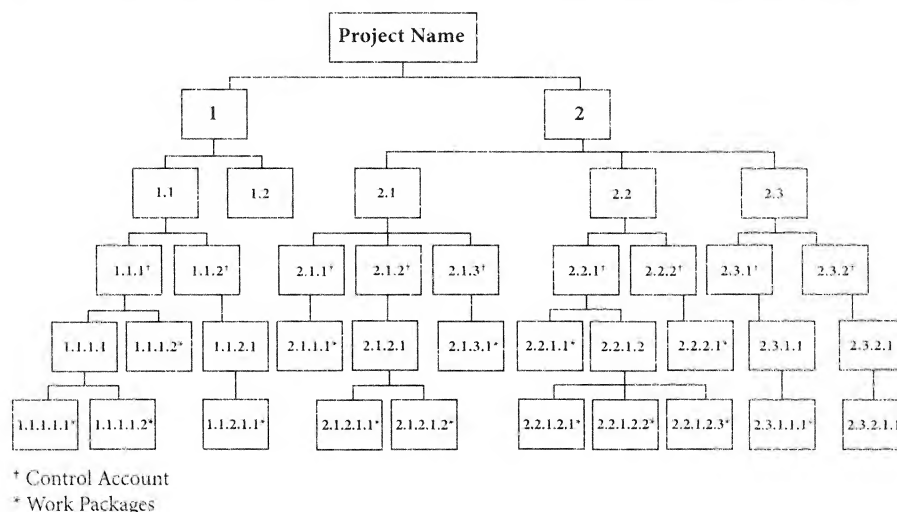 Project Name
1 2
1.1 1.2 2.1 2.2 2.3
1.1.1† 1.1.2† 2.1.1† 2.1.2† 2.1.3† 2.2.1† 2.2.2† 2.3.1† 2.3.2†
1.1.1.1 1.1.1.2* 1.1.2.1 2.1.1.1* 2.1.2.1 2.1.3.1* 2.2.1.1* 2.2.1.2 2.2.2.1* 2.3.1.1 2.3.2.1
1.1.1.1.1* 1.1.1.1.2* 1.1.2.1.1* 2.1.2.1.1* 2.1.2.1.2* 2.2.1.2.1* 2.2.1.2.2* 2.2.1.2.3* 2.3.1.1.1* 2.3.2.1.1
† Control Account
* Work Packages